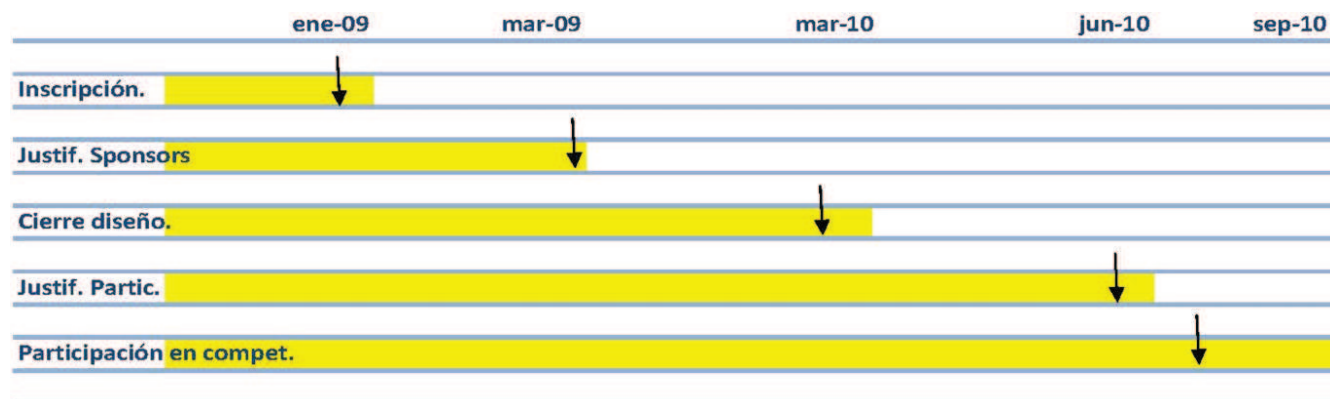 ene-09 mar-09 mar-10 jun-10 sep-10
Inscripción.
Justif. Sponsors
Cierre diseño.
Justif. Partic.
Participación en compet.